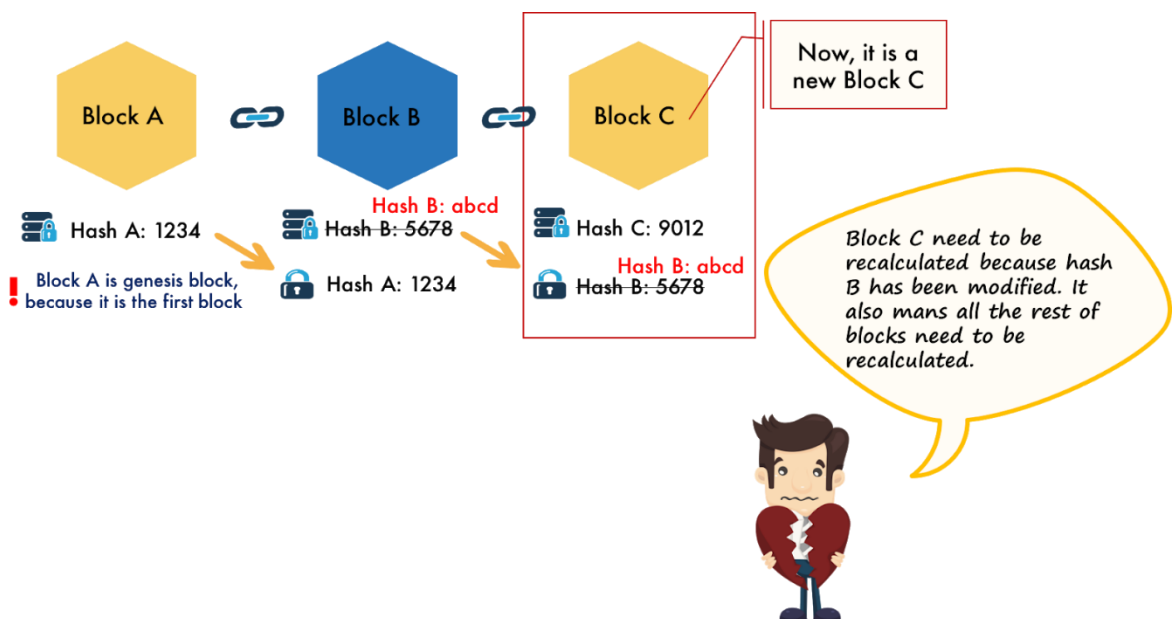 Now, it is a
new Block C
Block A
Block B
Block C
Hash B: abcd
Hash A: 1234
Hash B: 5678
Hash C: 9012
Hash B: abcd
Block A is genesis block,
because it is the first block
Hash A: 1234
Hash B: 5678
Block C need to be
recalculated because hash
B has been modified. It
also mans all the rest of
blocks need to be
recalculated.